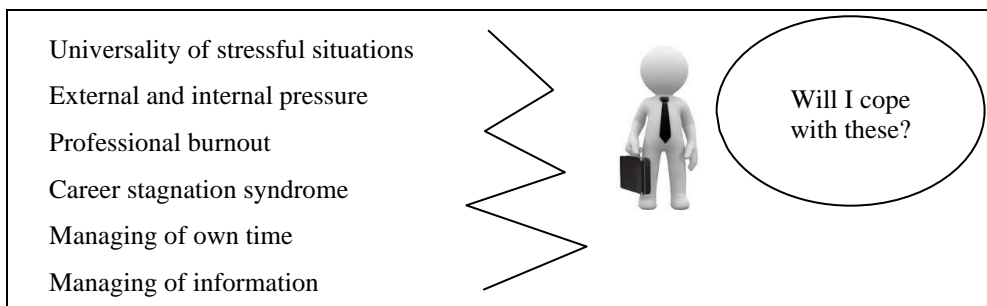 Universality of stressful situations
External and internal pressure
Professional burnout
Career stagnation syndrome
Managing of own time
Managing of information
Will I cope
with these?